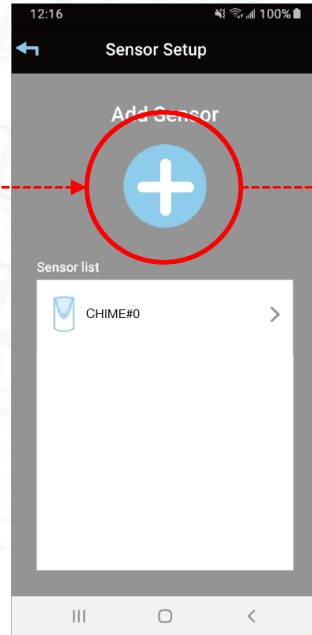 12:16 100%
Sensor Setup
Add Sensor
Sensor list
CHIME#0